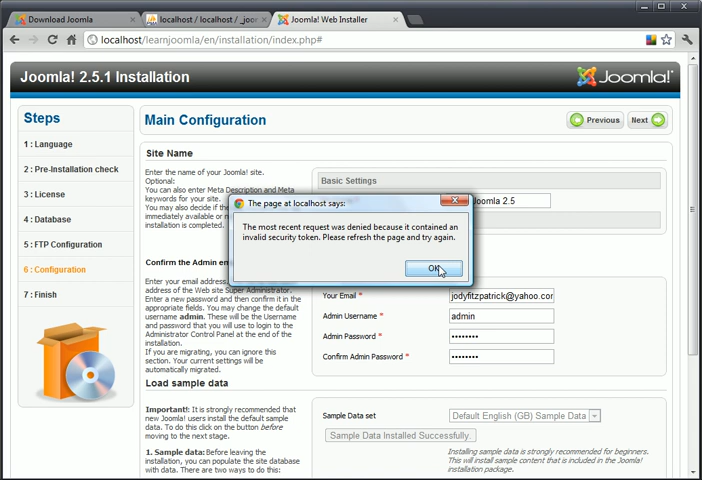 Download Joomla
localhost / localhost / _joo
Joomla! Web Installer
localhost/learnjoomla/en/installation/index.php#
Joomla! 2.5.1 Installation
Joomla!
Steps
1 : Language
2 : Pre-Installation check
3 : License
4 : Database
5 : FTP Configuration
6 : Configuration
7 : Finish
Main Configuration
Previous
Next
Site Name
Enter the name of your Joomla! site.
Optional:
You can also enter Meta Description and Meta
keywords for your site.
You may also decide if the
immediately available or n
installation is completed.
Basic Settings
Joomla 2.5
The page at localhost says:
The most recent request was denied because it contained an
invalid security token. Please refresh the page and try again.
OK
Confirm the Admin em
Enter your email address.
address of the Web site Super Administrator.
Enter a new password and then confirm it in the
appropriate fields. You may change the default
username admin. These will be the Username
and password that you will use to login to the
Administrator Control Panel at the end of the
installation.
If you are migrating, you can ignore this
section. Your current settings will be
automatically migrated.
Your Email *
jodyfitzpatrick@yahoo.cor
Admin Username *
admin
Admin Password *
Confirm Admin Password *
Load sample data
Important!: It is strongly recommended that
new Joomla! users install the default sample
data. To do this click on the button before
moving to the next stage.
1. Sample data: Before leaving the
installation, you can populate the site database
with data. There are two ways to do this:
Sample Data set
Default English (GB) Sample Data
Sample Data Installed Successfully.
Installing sample data is strongly recommended for beginners.
This will install sample content that is included in the Joomla!
installation package.